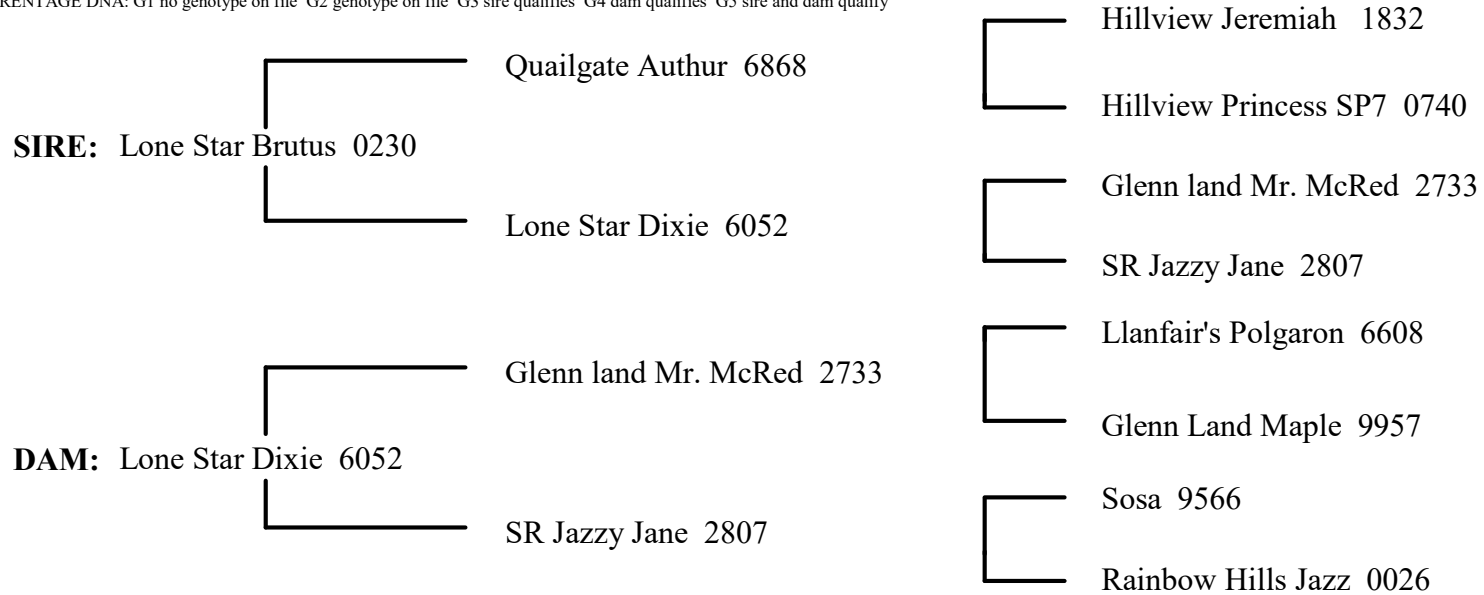 RENTAGE DNA: G1 no genotype on file G2 genotype on file G3 sire qualifies G4 dam qualifies G5 sire and dam qualify
Hillview Jeremiah 1832
Quailgate Authur 6868
Hillview Princess SP7 0740
SIRE: Lone Star Brutus 0230
Glenn land Mr. McRed 2733
Lone Star Dixie 6052
SR Jazzy Jane 2807
Llanfair's Polgaron 6608
Glenn land Mr. McRed 2733
Glenn Land Maple 9957
DAM: Lone Star Dixie 6052
Sosa 9566
SR Jazzy Jane 2807
Rainbow Hills Jazz 0026